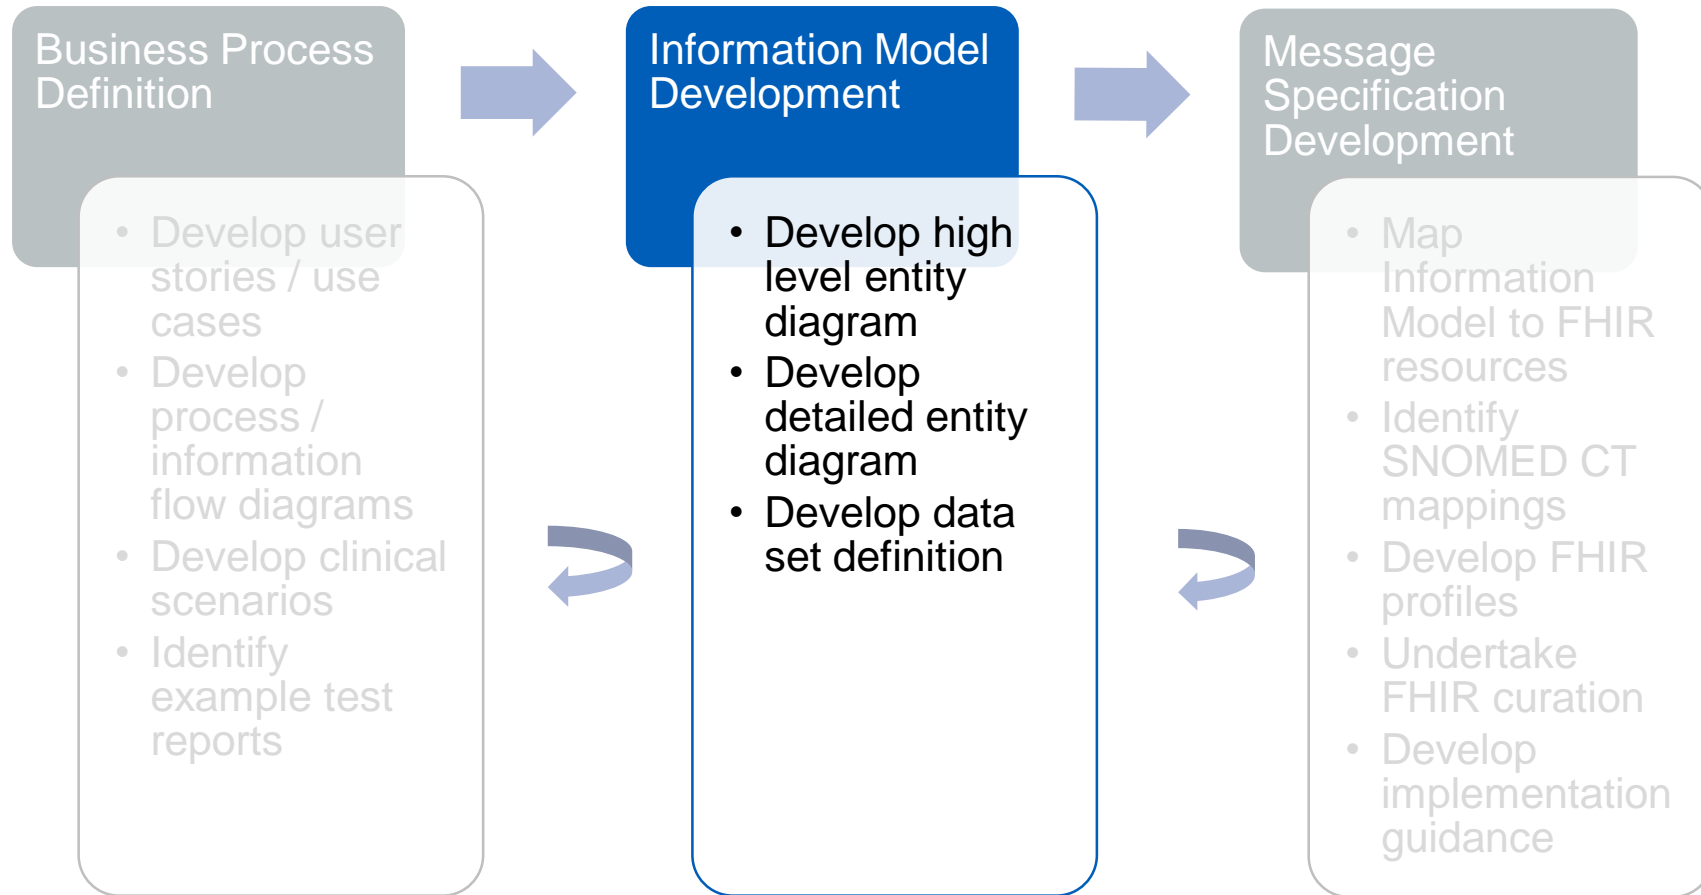 Business Process
Definition
• Develop user
stories / use
cases
• Develop
process /
information
flow diagrams
• Develop clinical
scenarios
• Identify
example test
reports
Information Model
Development
• Develop high
level entity
diagram
• Develop
detailed entity
diagram
• Develop data
set definition
Message
Specification
Development
• Map
Information
Model to FHIR
resources
• Identify
SNOMED CT
mappings
• Develop FHIR
profiles
• Undertake
FHIR curation
• Develop
implementation
guidance